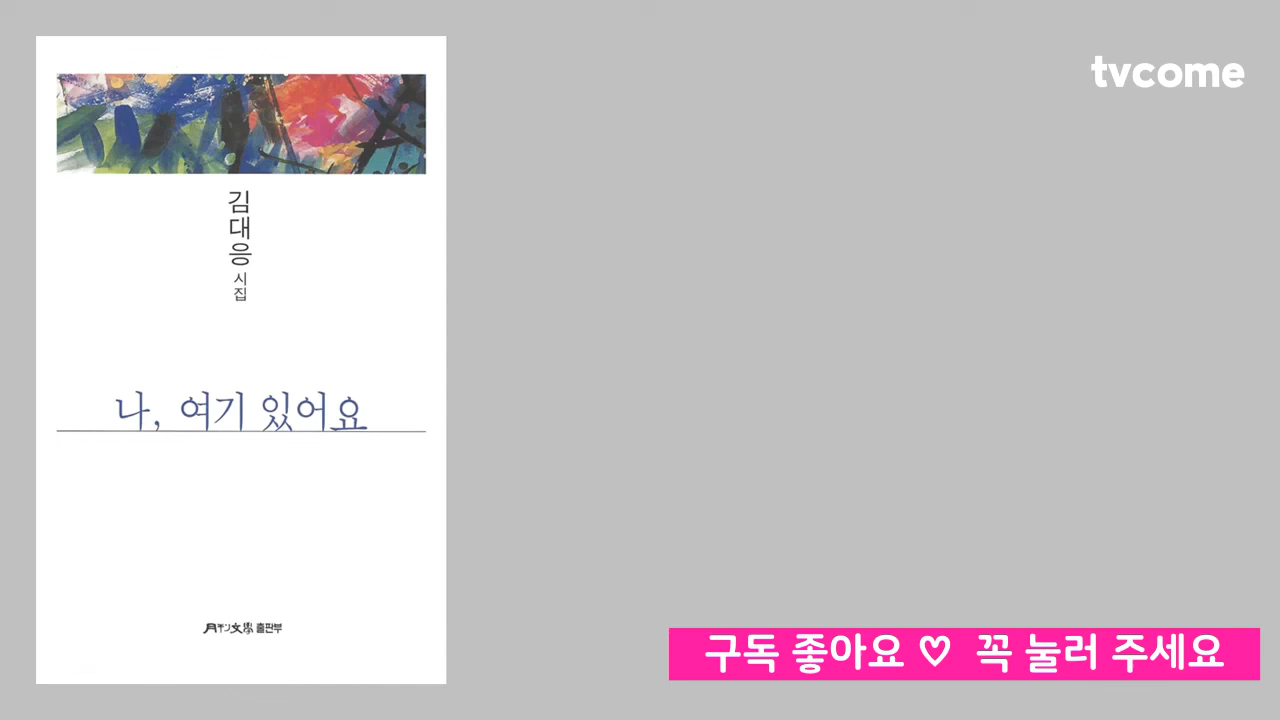 tvcome
김대응
시집
나, 여기 있어요
月刊文學 출판부
구독 좋아요 ♡ 꼭 눌러 주세요